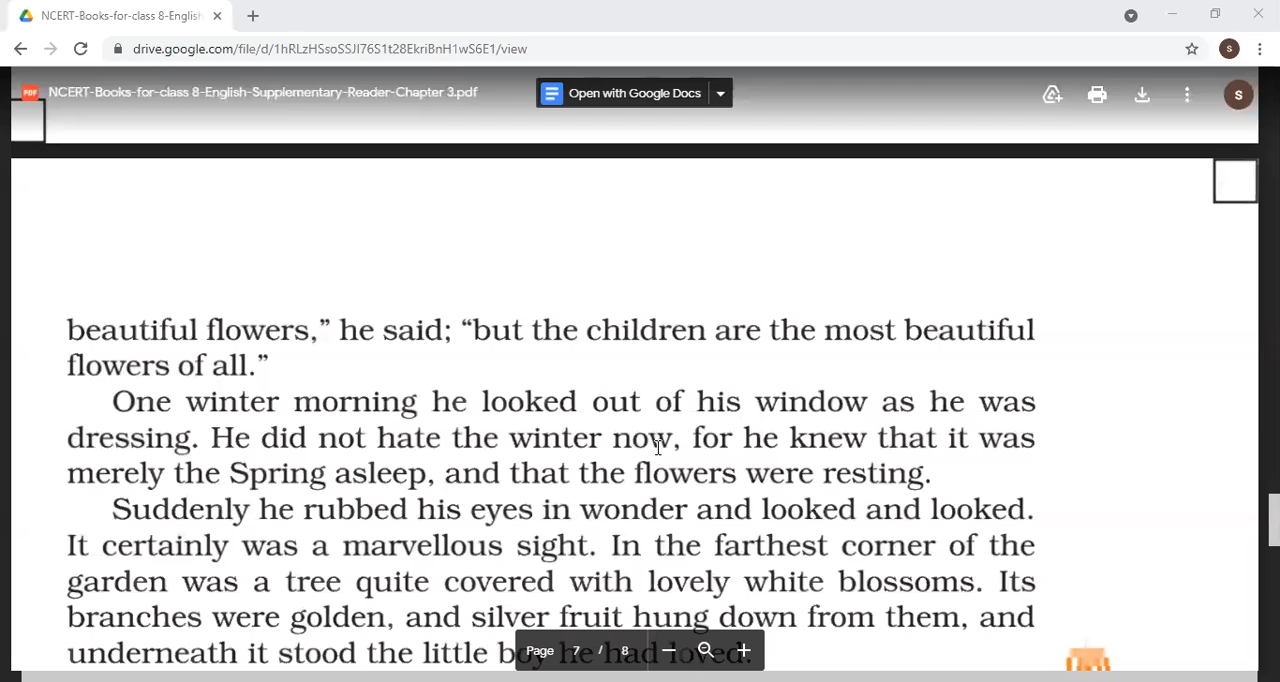 NCERT-Books-for-class 8-English
drive.google.com/file/d/1hRLzHSsoSSJI76S1t28EkriBnH1wS6E1/view
S
PDF NCERT-Books-for-class 8-English-Supplementary-Reader-Chapter 3.pdf
Open with Google Docs
S
beautiful flowers,” he said; “but the children are the most beautiful
flowers of all.”
One winter morning he looked out of his window as he was
dressing. He did not hate the winter now, for he knew that it was
merely the Spring asleep, and that the flowers were resting.
Suddenly he rubbed his eyes in wonder and looked and looked.
It certainly was a marvellous sight. In the farthest corner of the
garden was a tree quite covered with lovely white blossoms. Its
branches were golden, and silver fruit hung down from them, and
underneath it stood the little boy he had loved.
Page 7 / 8